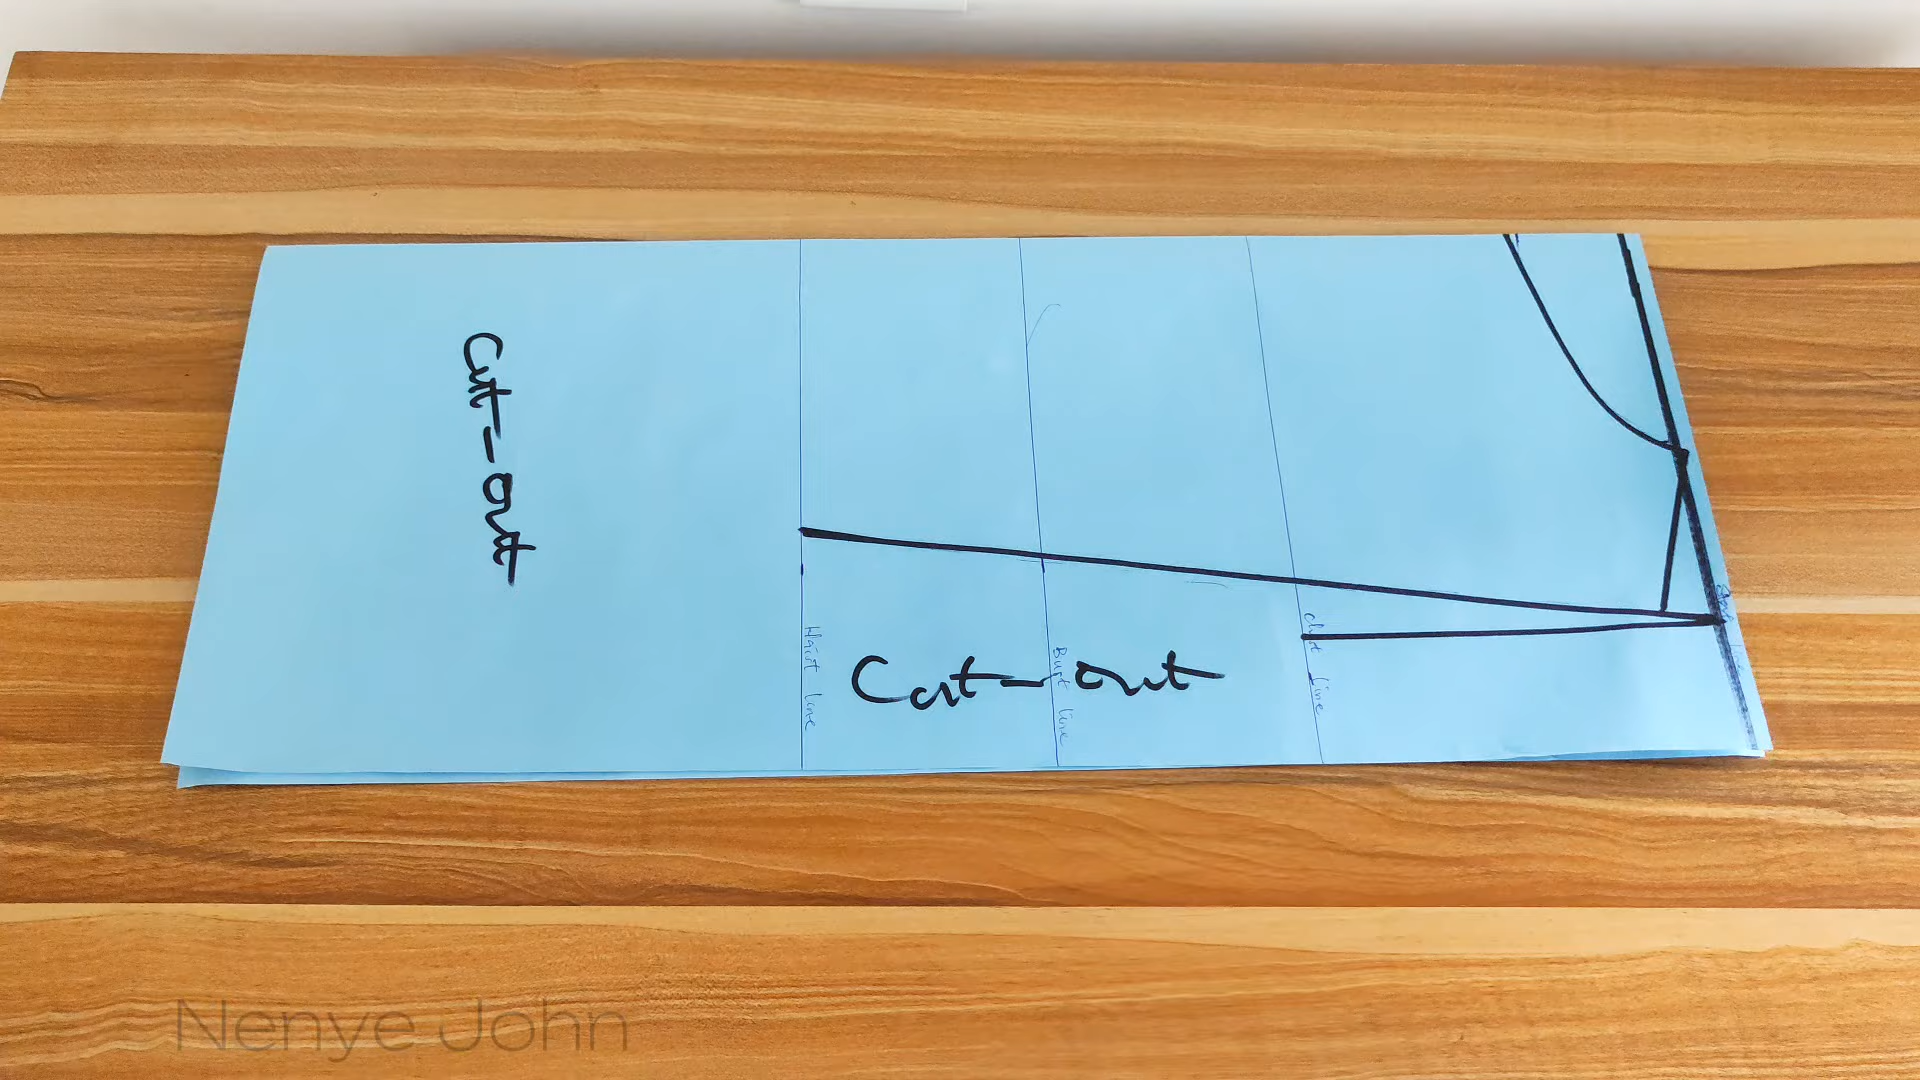 Cut-out
Cut-out
Waist line
Bust line
line
Nenye John